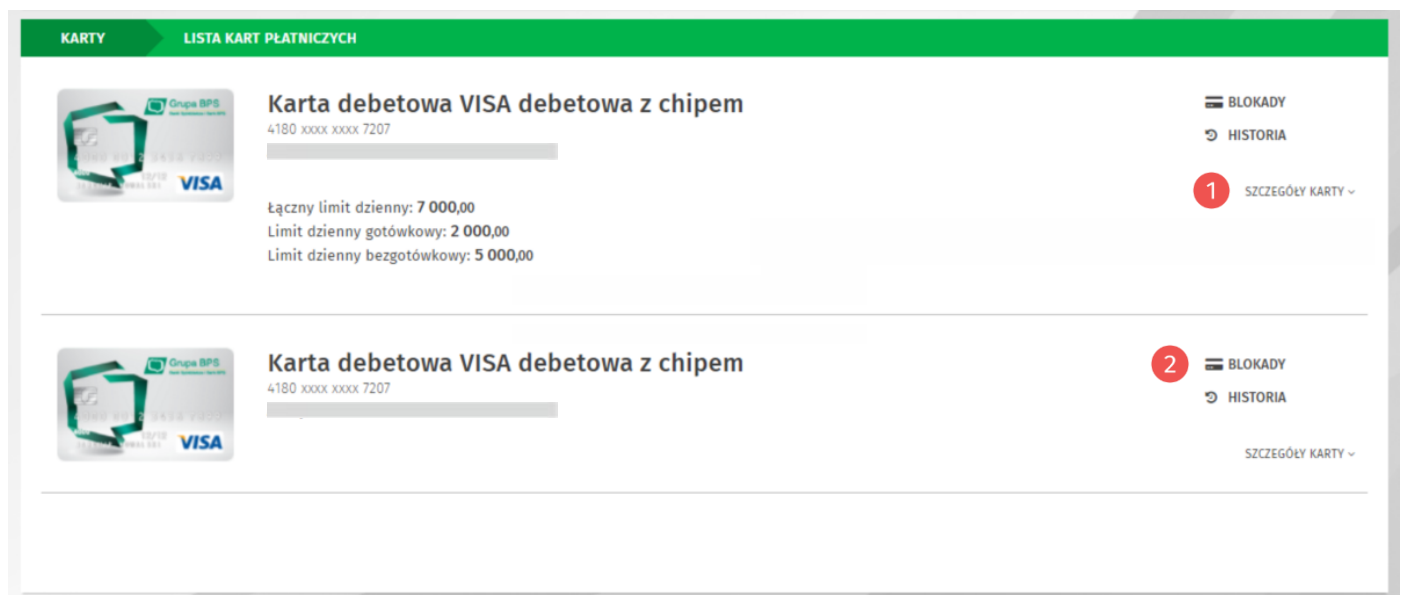 KARTY LISTA KART PŁATNICZYCH
Grupa BPS
VISA
Karta debetowa VISA debetowa z chipem
4180 xxxx xxxx 7207
Łączny limit dzienny: 7 000,00
Limit dzienny gotówkowy: 2 000,00
Limit dzienny bezgotówkowy: 5 000,00
BLOKADY
HISTORIA
1 SZCZEGÓŁY KARTY
Grupa BPS
VISA
Karta debetowa VISA debetowa z chipem
4180 xxxx xxxx 7207
2 BLOKADY
HISTORIA
SZCZEGÓŁY KARTY